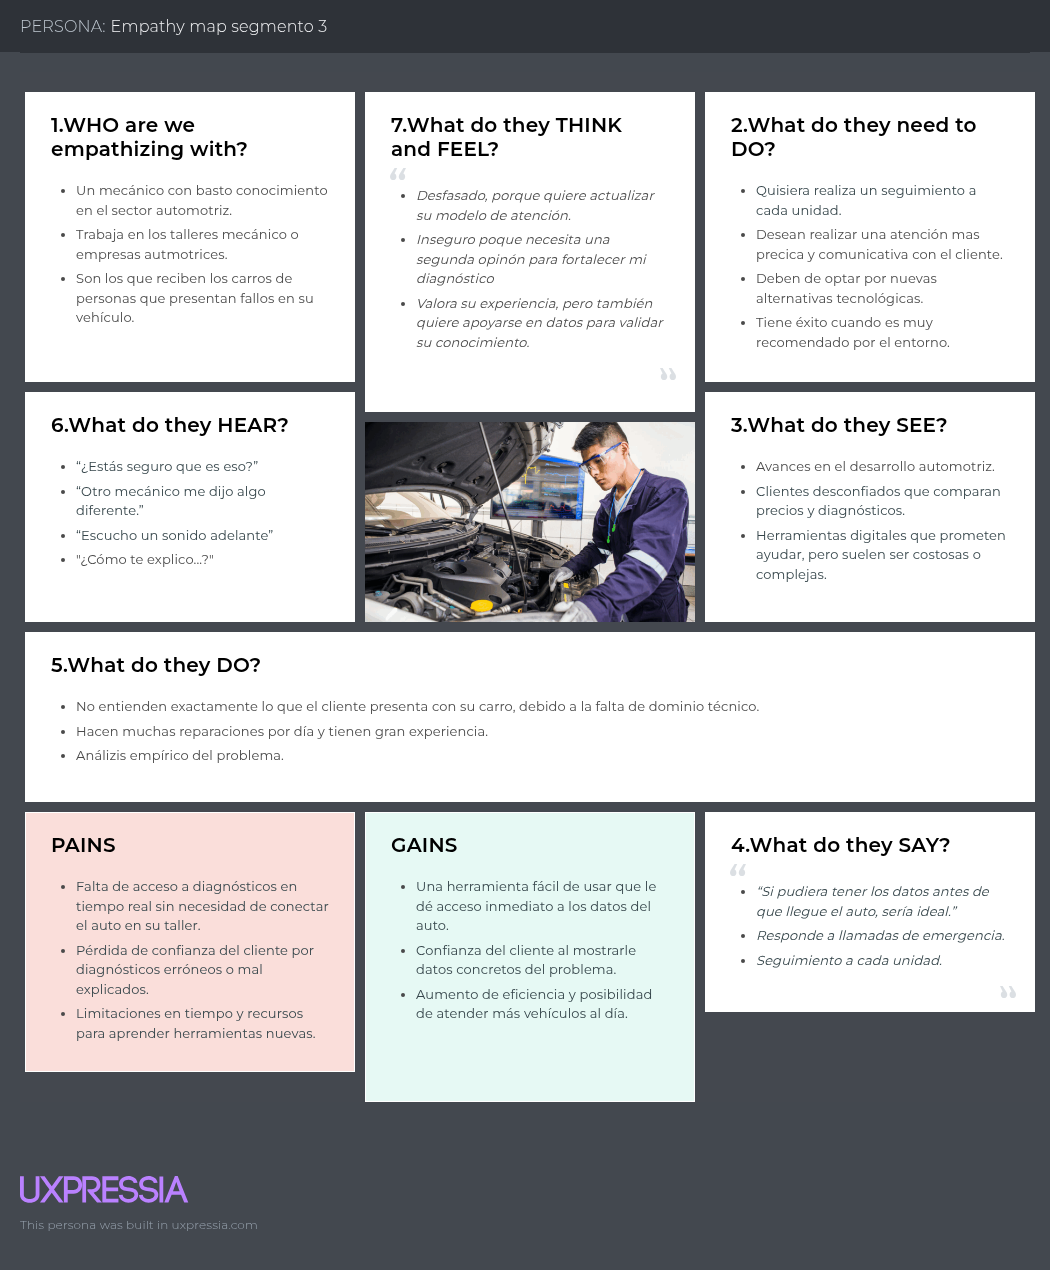 PERSONA: Empathy map segmento 3
1.WHO are we
empathizing with?
Un mecánico con basto conocimiento
en el sector automotriz.
Trabaja en los talleres mecánico o
empresas autmotrices.
Son los que reciben los carros de
personas que presentan fallos en su
vehículo.
7.What do they THINK
and FEEL?
“
Desfasado, porque quiere actualizar
su modelo de atención.
Inseguro poque necesita una
segunda opinón para fortalecer mi
diagnóstico
Valora su experiencia, pero también
quiere apoyarse en datos para validar
su conocimiento.
”
2.What do they need to
DO?
Quisiera realiza un seguimiento a
cada unidad.
Desean realizar una atención mas
precica y comunicativa con el cliente.
Deben de optar por nuevas
alternativas tecnológicas.
Tiene éxito cuando es muy
recomendado por el entorno.
6.What do they HEAR?
“¿Estás seguro que es eso?”
“Otro mecánico me dijo algo
diferente.”
“Escucho un sonido adelante”
"¿Cómo te explico...?"
3.What do they SEE?
Avances en el desarrollo automotriz.
Clientes desconfiados que comparan
precios y diagnósticos.
Herramientas digitales que prometen
ayudar, pero suelen ser costosas o
complejas.
5.What do they DO?
No entienden exactamente lo que el cliente presenta con su carro, debido a la falta de dominio técnico.
Hacen muchas reparaciones por día y tienen gran experiencia.
Análizis empírico del problema.
PAINS
Falta de acceso a diagnósticos en
tiempo real sin necesidad de conectar
el auto en su taller.
Pérdida de confianza del cliente por
diagnósticos erróneos o mal
explicados.
Limitaciones en tiempo y recursos
para aprender herramientas nuevas.
GAINS
Una herramienta fácil de usar que le
dé acceso inmediato a los datos del
auto.
Confianza del cliente al mostrarle
datos concretos del problema.
Aumento de eficiencia y posibilidad
de atender más vehículos al día.
4.What do they SAY?
“
“Si pudiera tener los datos antes de
que llegue el auto, sería ideal.”
Responde a llamadas de emergencia.
Seguimiento a cada unidad.
”
UXPRESSIA
This persona was built in uxpressia.com